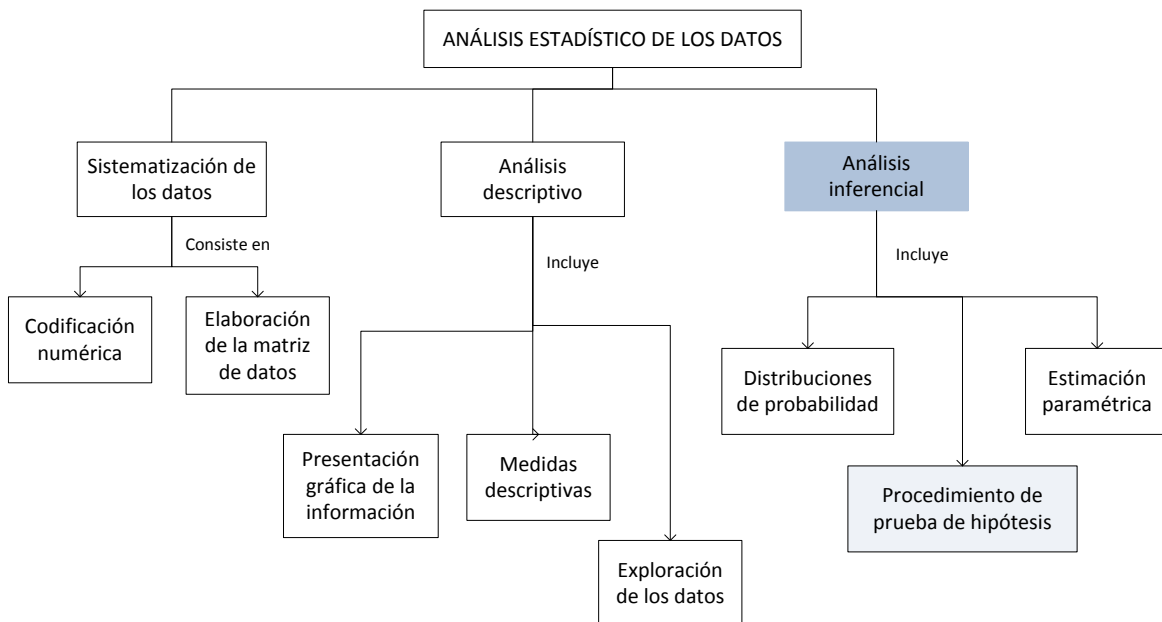 ANÁLISIS ESTADÍSTICO DE LOS DATOS
Sistematización de
los datos
Análisis
descriptivo
Análisis
inferencial
Consiste en
Incluye
Incluye
Codificación
numérica
Elaboración
de la matriz
de datos
Distribuciones
de probabilidad
Estimación
paramétrica
Presentación
gráfica de la
información
Medidas
descriptivas
Procedimiento de
prueba de hipótesis
Exploración
de los datos